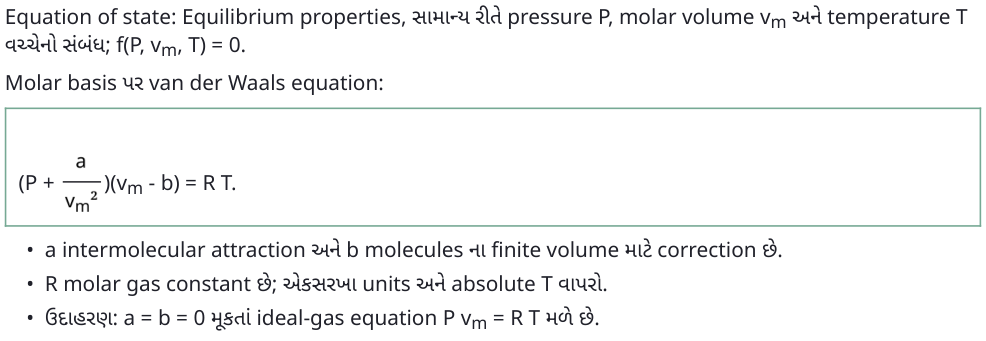 Equation of state: Equilibrium properties, સામાન્ય રીતે pressure P, molar volume vₘ અને temperature T
વચ્ચેનો સંબંધ; f(P, vₘ, T) = 0.
Molar basis પર van der Waals equation:
(P + a/vₘ²)(vₘ - b) = R T.
• a intermolecular attraction અને b molecules ના finite volume માટે correction છે.
• R molar gas constant છે; એકસરખા units અને absolute T વાપરો.
• ઉદાહરણ: a = b = 0 મૂકતાં ideal-gas equation P vₘ = R T મળે છે.